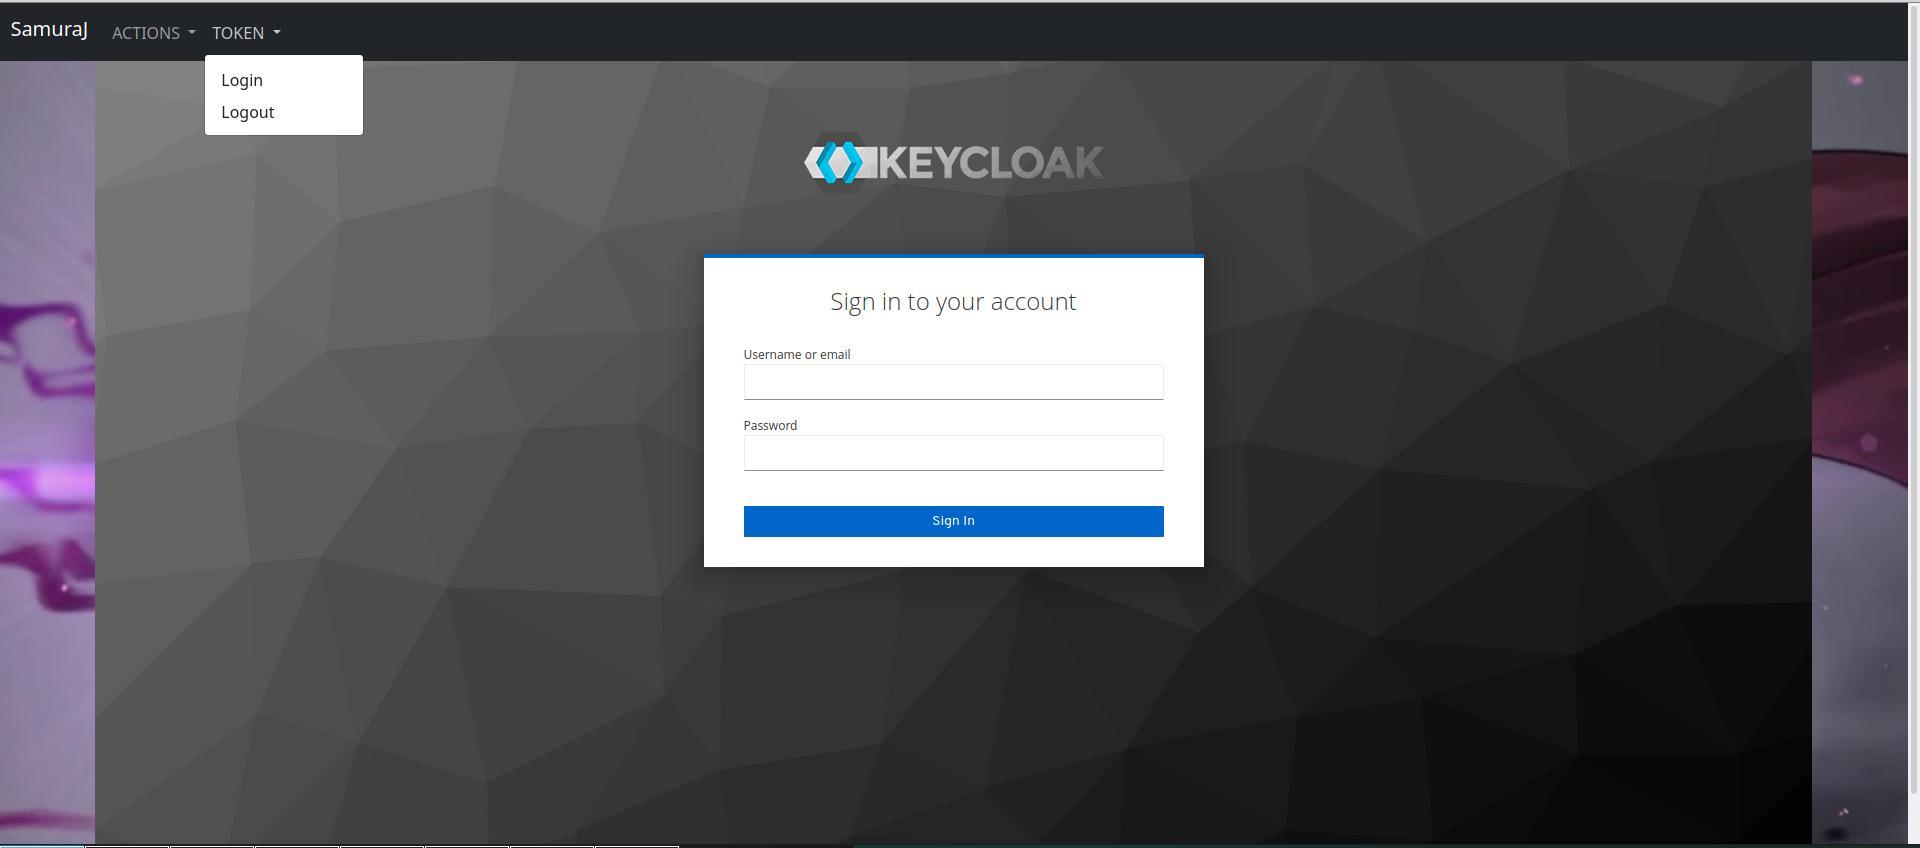 SamuraJ
ACTIONS
TOKEN
Login
Logout
KEYCLOAK
Sign in to your account
Username or email
Password
Sign In